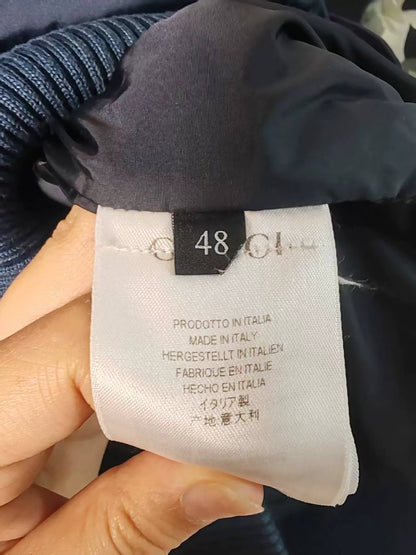 48
PRODOTTO IN ITALIA
MADE IN ITALY
HERGESTELLT IN ITALIEN
FABRIQUE EN ITALIE
HECHO EN ITALIA
イタリア製
产地:意大利